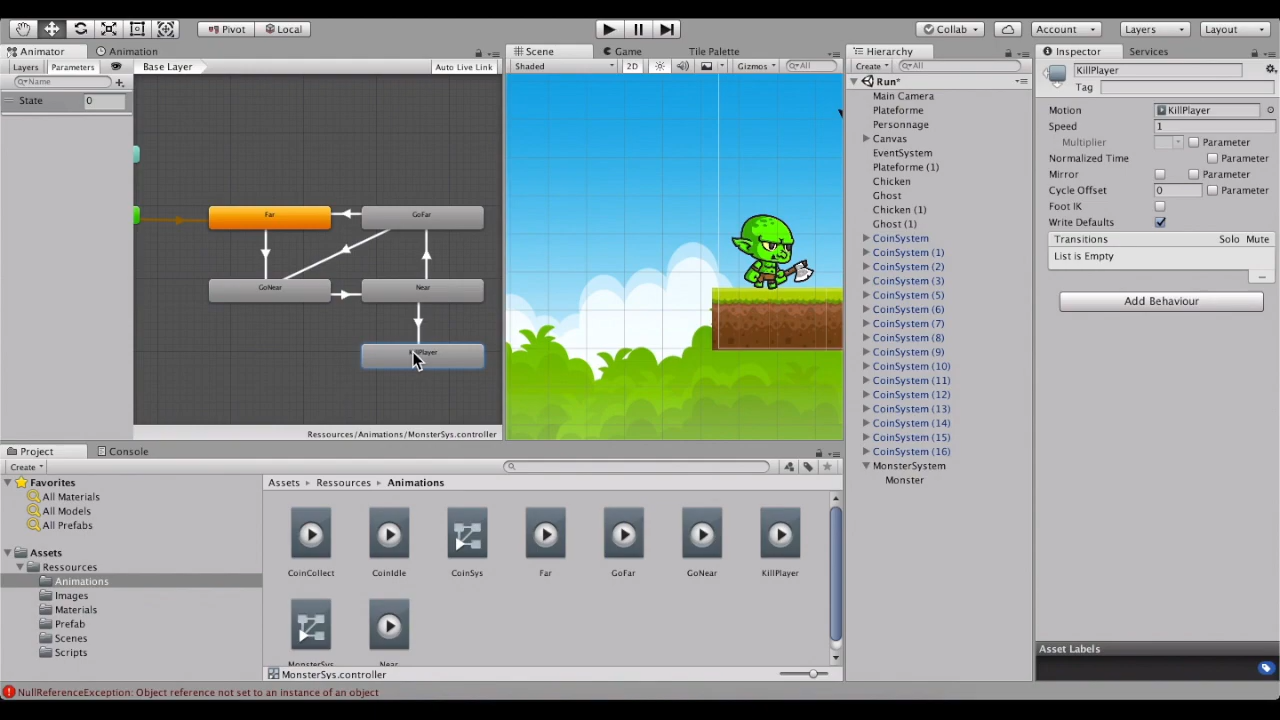 Pivot
Local
Collab
Account
Layers
Layout
Animator
Animation
Scene
Game
Tile Palette
Hierarchy
Inspector
Services
Layers
Parameters
Base Layer
Auto Live Link
Shaded
2D
Gizmos
All
Create
All
KillPlayer
Name
Tag
State
0
Run*
Main Camera
Plateforme
Personnage
Canvas
EventSystem
Plateforme (1)
Chicken
Ghost
Chicken (1)
Ghost (1)
CoinSystem
CoinSystem (1)
CoinSystem (2)
CoinSystem (3)
CoinSystem (5)
CoinSystem (6)
CoinSystem (7)
CoinSystem (8)
CoinSystem (9)
CoinSystem (10)
CoinSystem (11)
CoinSystem (12)
CoinSystem (13)
CoinSystem (14)
CoinSystem (15)
CoinSystem (16)
MonsterSystem
Monster
Motion
KillPlayer
Speed
1
Multiplier
Parameter
Normalized Time
Parameter
Mirror
Parameter
Cycle Offset
0
Parameter
Foot IK
Write Defaults
Transitions
Solo
Mute
List is Empty
Add Behaviour
Far
GoFar
GoNear
Near
Ressources/Animations/MonsterSys.controller
Project
Console
Create
Favorites
All Materials
All Models
All Prefabs
Assets
Ressources
Animations
Images
Materials
Prefab
Scenes
Scripts
Assets
Ressources
Animations
CoinCollect
CoinIdle
CoinSys
Far
GoFar
GoNear
KillPlayer
MonsterSys
Near
MonsterSys.controller
Asset Labels
NullReferenceException: Object reference not set to an instance of an object